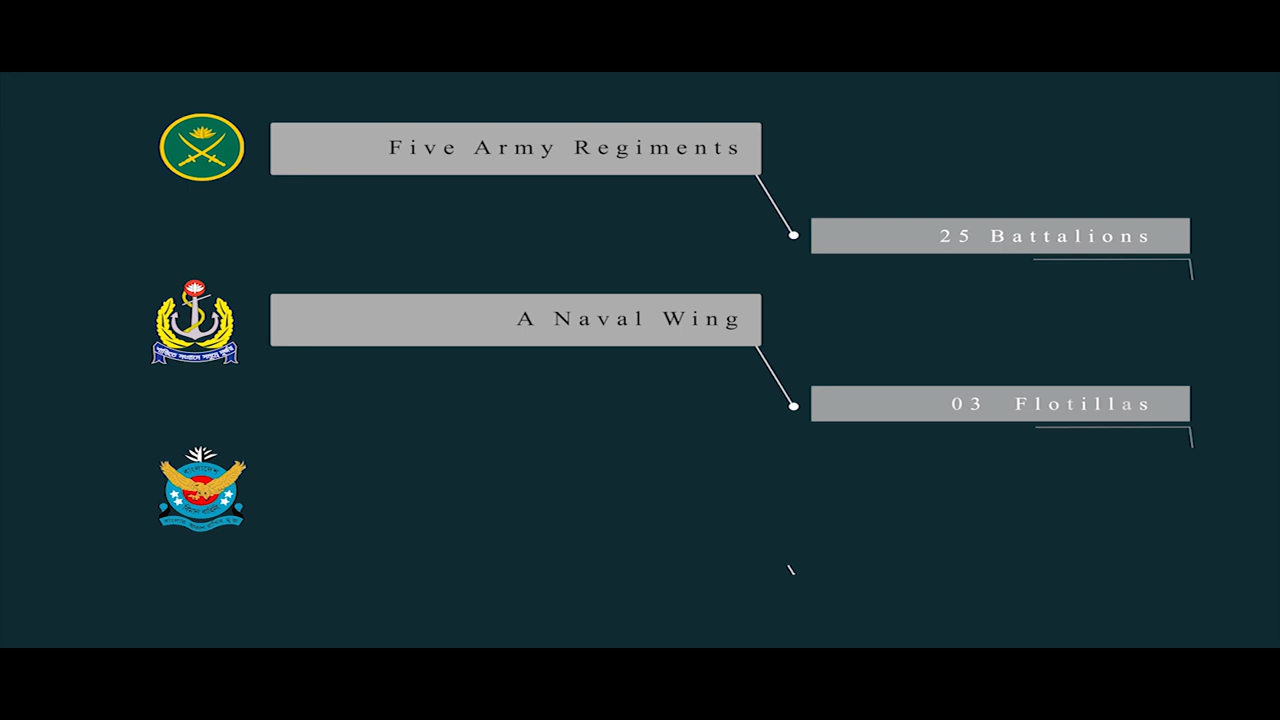 Five Army Regiments
25 Battalions
A Naval Wing
03 Flotillas